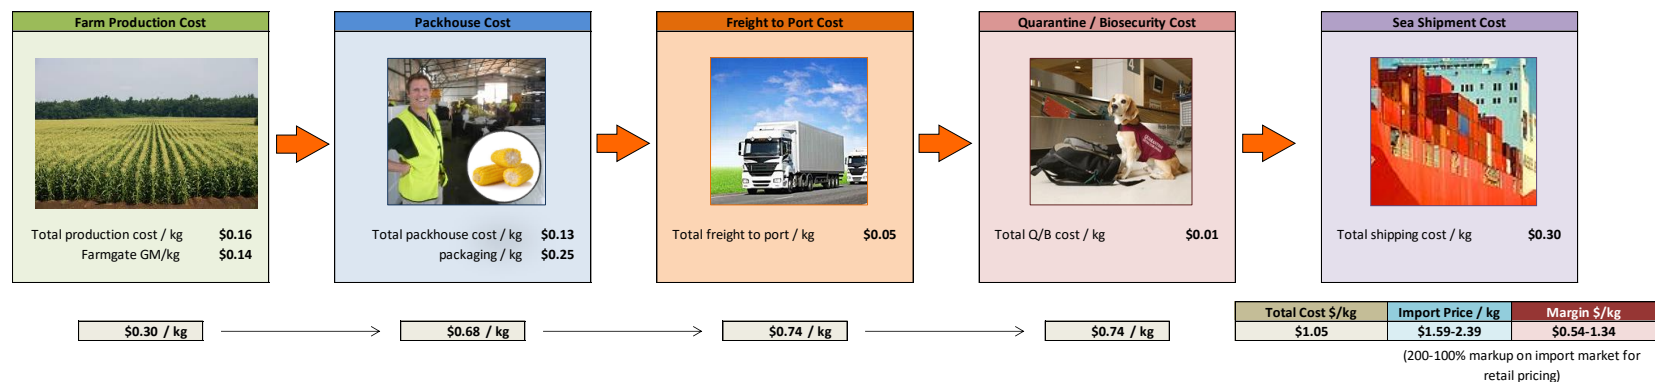 Farm Production Cost
Total production cost / kg $0.16
Farmgate GM/kg $0.14
Packhouse Cost
Total packhouse cost / kg $0.13
packaging / kg $0.25
Freight to Port Cost
Total freight to port / kg $0.05
Quarantine / Biosecurity Cost
4
Total Q/B cost / kg $0.01
Sea Shipment Cost
Total shipping cost / kg $0.30
$0.30 / kg
$0.68 / kg
$0.74 / kg
$0.74 / kg
Total Cost $/kg Import Price / kg Margin $/kg
$1.05 $1.59-2.39 $0.54-1.34
(200-100% markup on import market for
retail pricing)